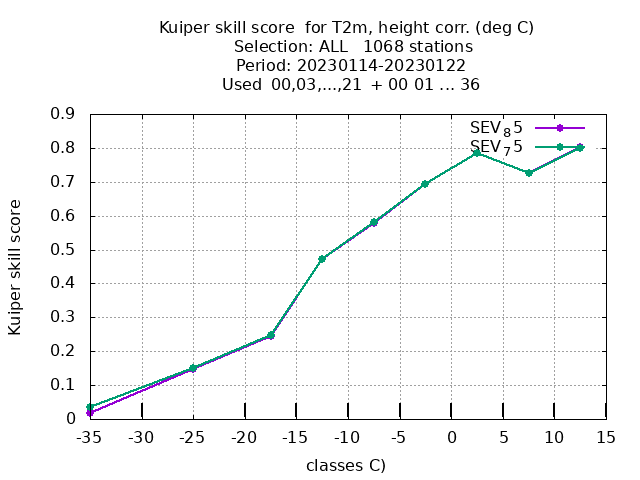 Kuiper skill score  for T2m, height corr. (deg C)
Selection: ALL   1068 stations
Period: 20230114-20230122
Used  00,03,...,21  + 00 01 ... 36
SEV₈5
SEV₇5
0.9
0.8
0.7
0.6
0.5
0.4
0.3
0.2
0.1
0
Kuiper skill score
-35 -30 -25 -20 -15 -10 -5 0 5 10 15
classes C)